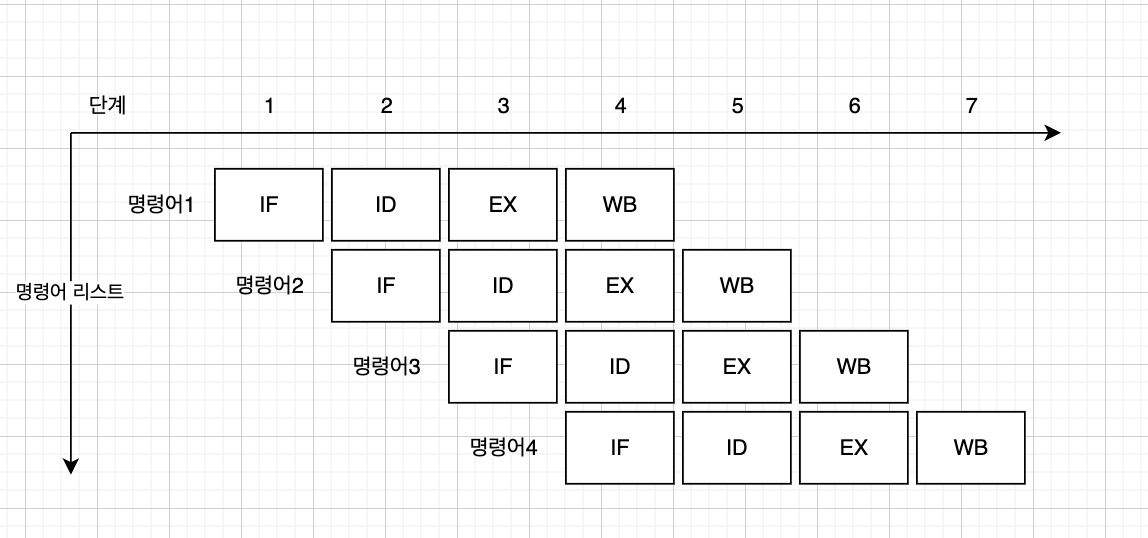 단계 1 2 3 4 5 6 7
명령어1 IF ID EX WB
명령어2 IF ID EX WB
명령어 리스트
명령어3 IF ID EX WB
명령어4 IF ID EX WB